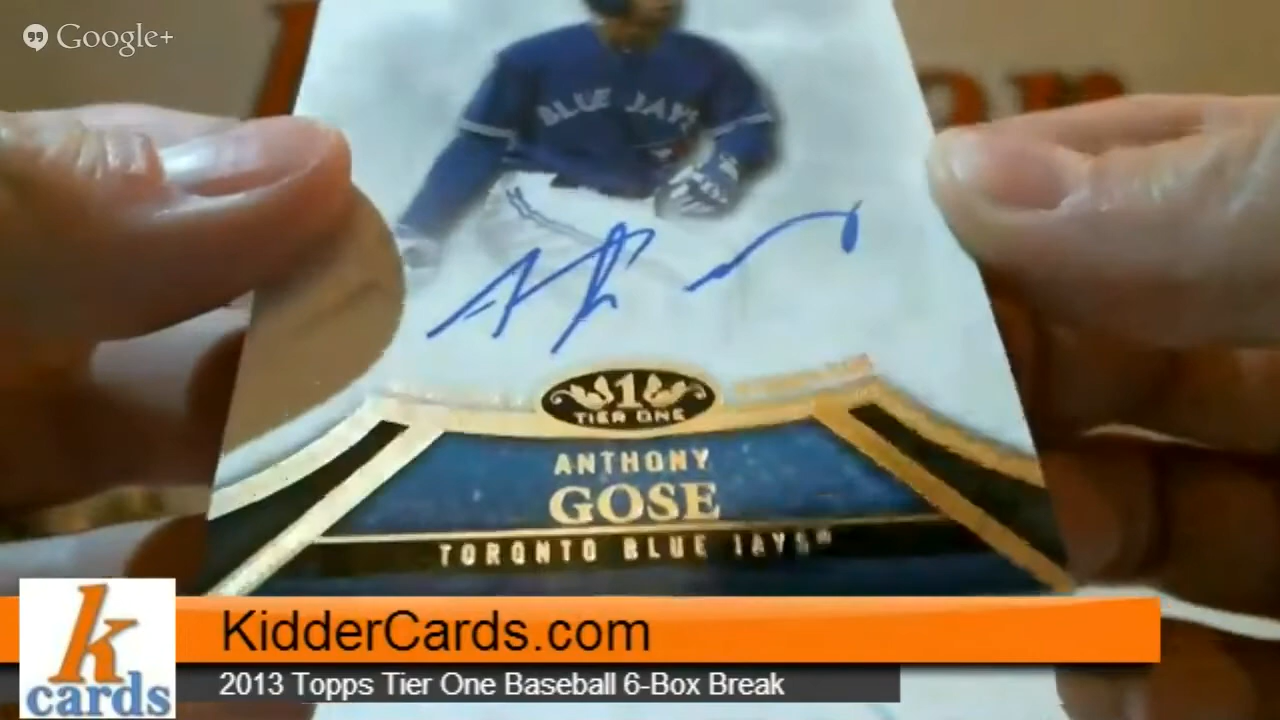 Google+
BLUE JAYS
1
TIER ONE
ANTHONY
GOSE
TORONTO BLUE JAYS
k
cards
KidderCards.com
2013 Topps Tier One Baseball 6-Box Break